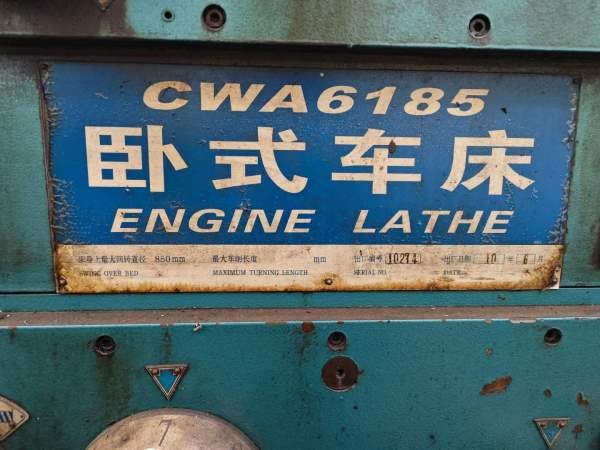 CWA6185
卧式车床
ENGINE LATHE
床身上最大回转直径 850mm 最大车削长度 mm 出厂编号 10274 出厂日期 10 年 6 月
SWING OVER BED MAXIMUM TURNING LENGTH SERIAL NO DATE
7